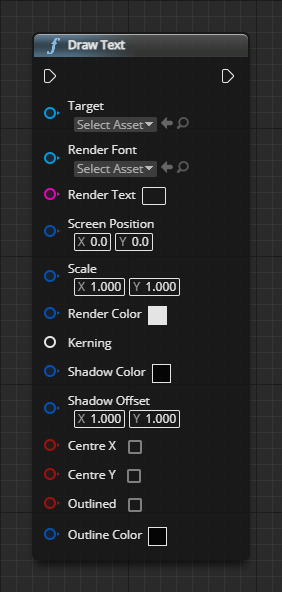 f Draw Text
Target
Select Asset
Render Font
Select Asset
Render Text
Screen Position
X 0.0 Y 0.0
Scale
X 1.000 Y 1.000
Render Color
Kerning
Shadow Color
Shadow Offset
X 1.000 Y 1.000
Centre X
Centre Y
Outlined
Outline Color